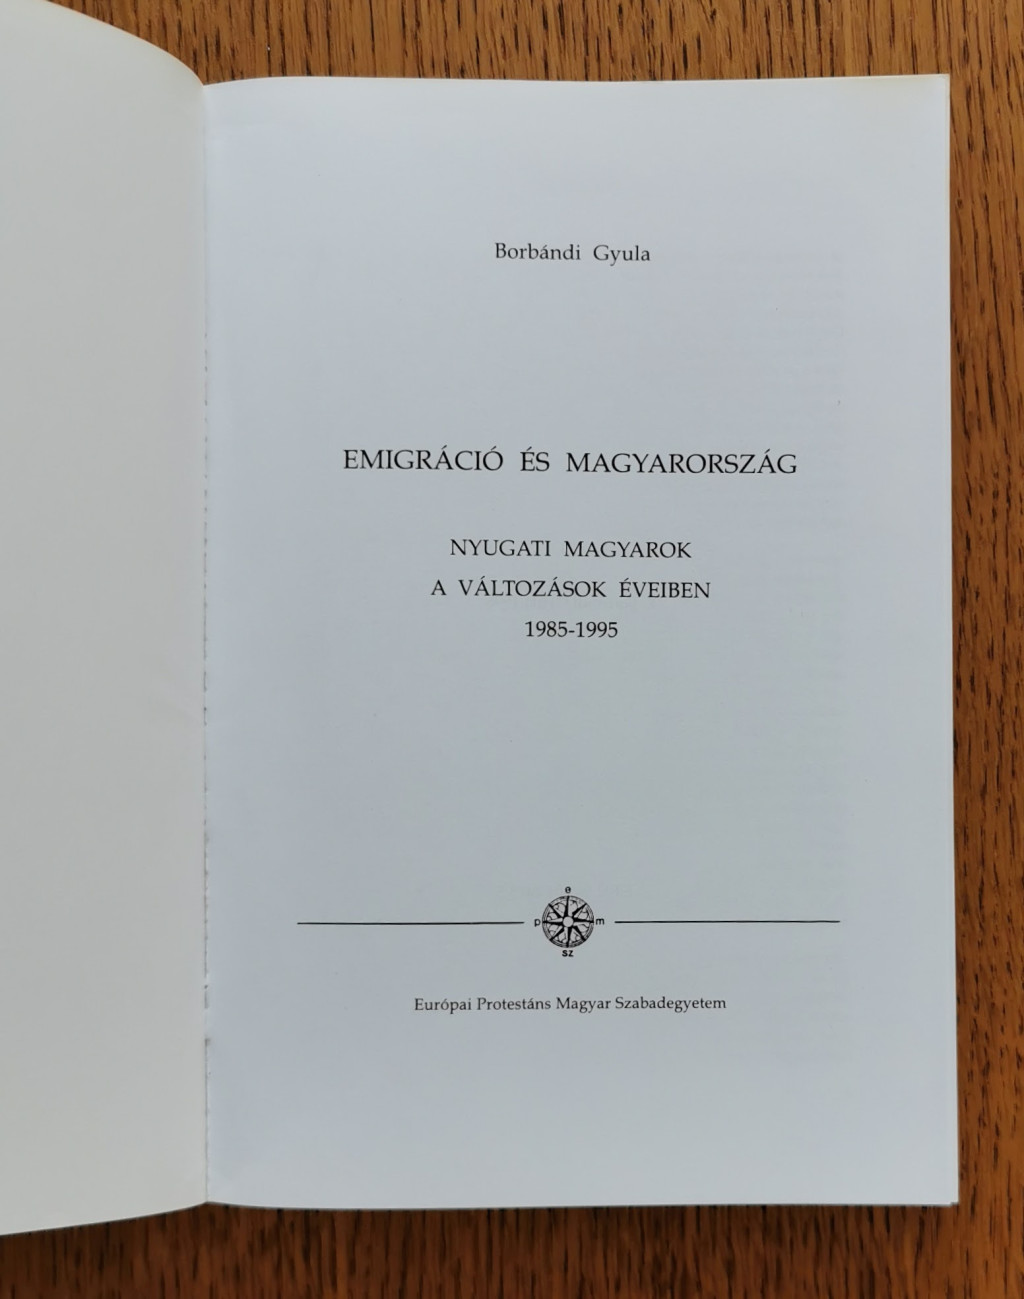 Borbándi Gyula
EMIGRÁCIÓ ÉS MAGYARORSZÁG
NYUGATI MAGYAROK
A VÁLTOZÁSOK ÉVEIBEN
1985-1995
e
p m
sz
Európai Protestáns Magyar Szabadegyetem